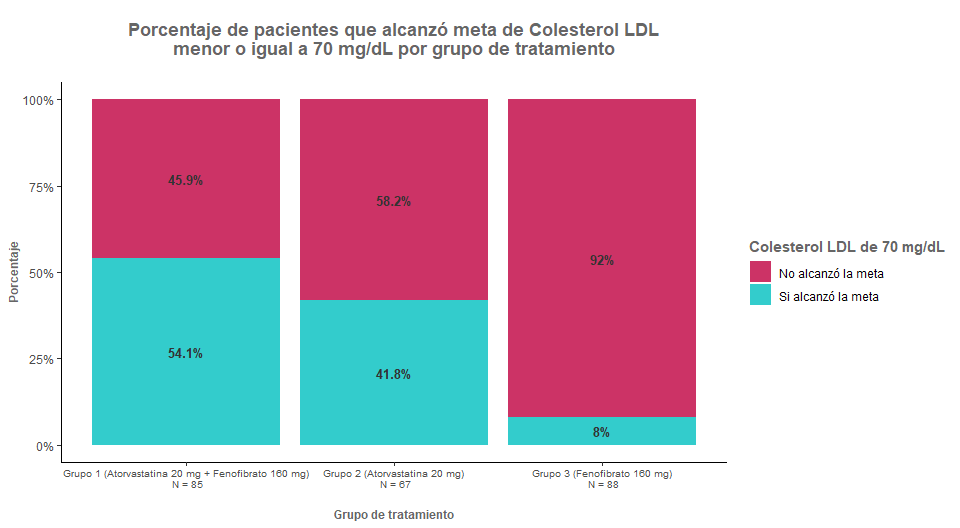 Porcentaje de pacientes que alcanzó meta de Colesterol LDL
menor o igual a 70 mg/dL por grupo de tratamiento
Porcentaje
100%
75%
50%
25%
0%
45.9%
54.1%
58.2%
41.8%
92%
8%
Grupo 1 (Atorvastatina 20 mg + Fenofibrato 160 mg)
N = 85
Grupo 2 (Atorvastatina 20 mg)
N = 67
Grupo 3 (Fenofibrato 160 mg)
N = 88
Grupo de tratamiento
Colesterol LDL de 70 mg/dL
No alcanzó la meta
Si alcanzó la meta